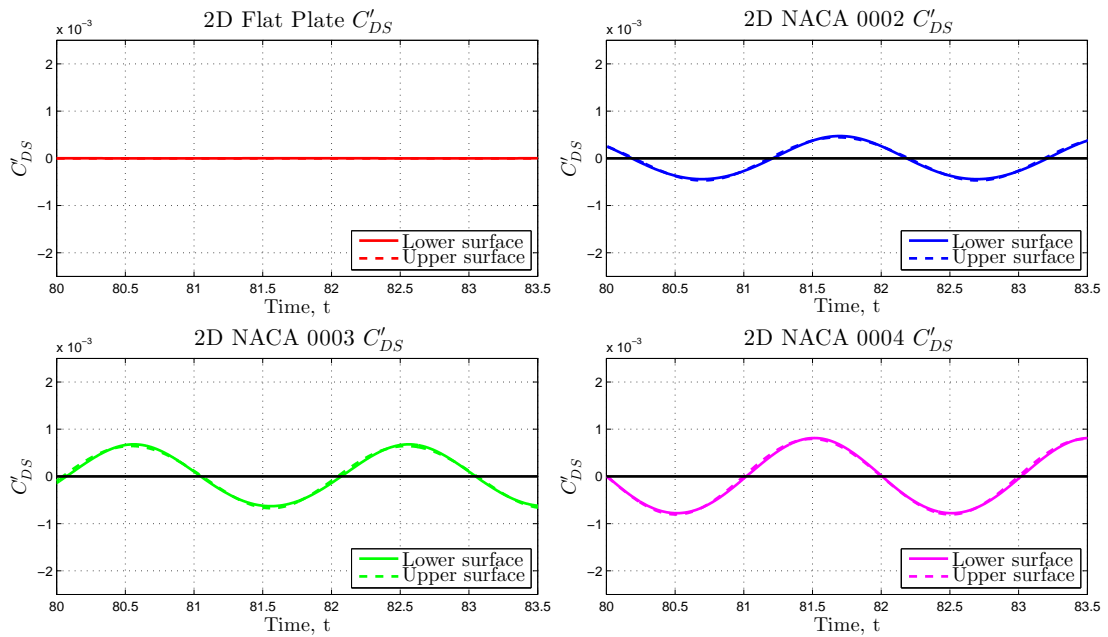 2D Flat Plate C′DS
x 10⁻³
2
1
0
−1
−2
C′DS
80 80.5 81 81.5 82 82.5 83 83.5
Time, t
Lower surface
Upper surface
2D NACA 0002 C′DS
x 10⁻³
2
1
0
−1
−2
C′DS
80 80.5 81 81.5 82 82.5 83 83.5
Time, t
Lower surface
Upper surface
2D NACA 0003 C′DS
x 10⁻³
2
1
0
−1
−2
C′DS
80 80.5 81 81.5 82 82.5 83 83.5
Time, t
Lower surface
Upper surface
2D NACA 0004 C′DS
x 10⁻³
2
1
0
−1
−2
C′DS
80 80.5 81 81.5 82 82.5 83 83.5
Time, t
Lower surface
Upper surface